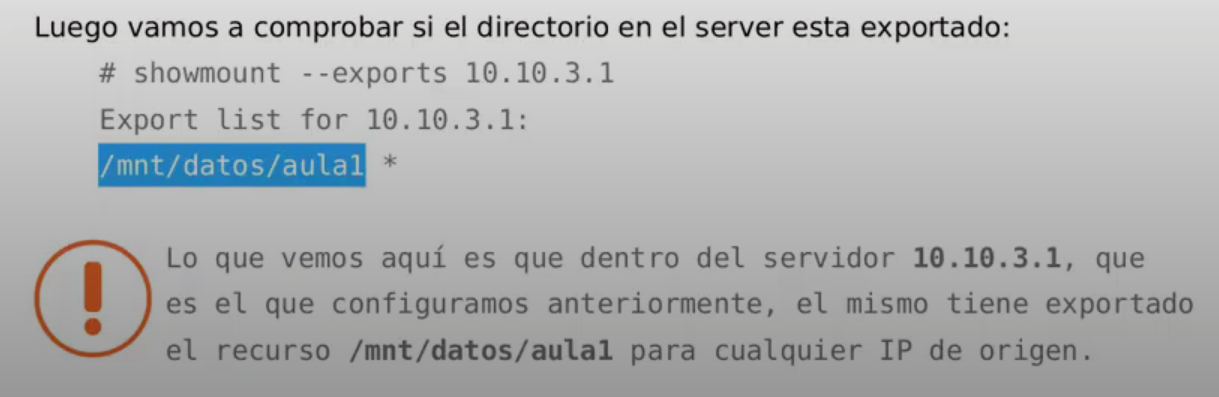 Luego vamos a comprobar si el directorio en el server esta exportado:
# showmount --exports 10.10.3.1
Export list for 10.10.3.1:
/mnt/datos/aula1 *
Lo que vemos aquí es que dentro del servidor 10.10.3.1, que
es el que configuramos anteriormente, el mismo tiene exportado
el recurso /mnt/datos/aula1 para cualquier IP de origen.